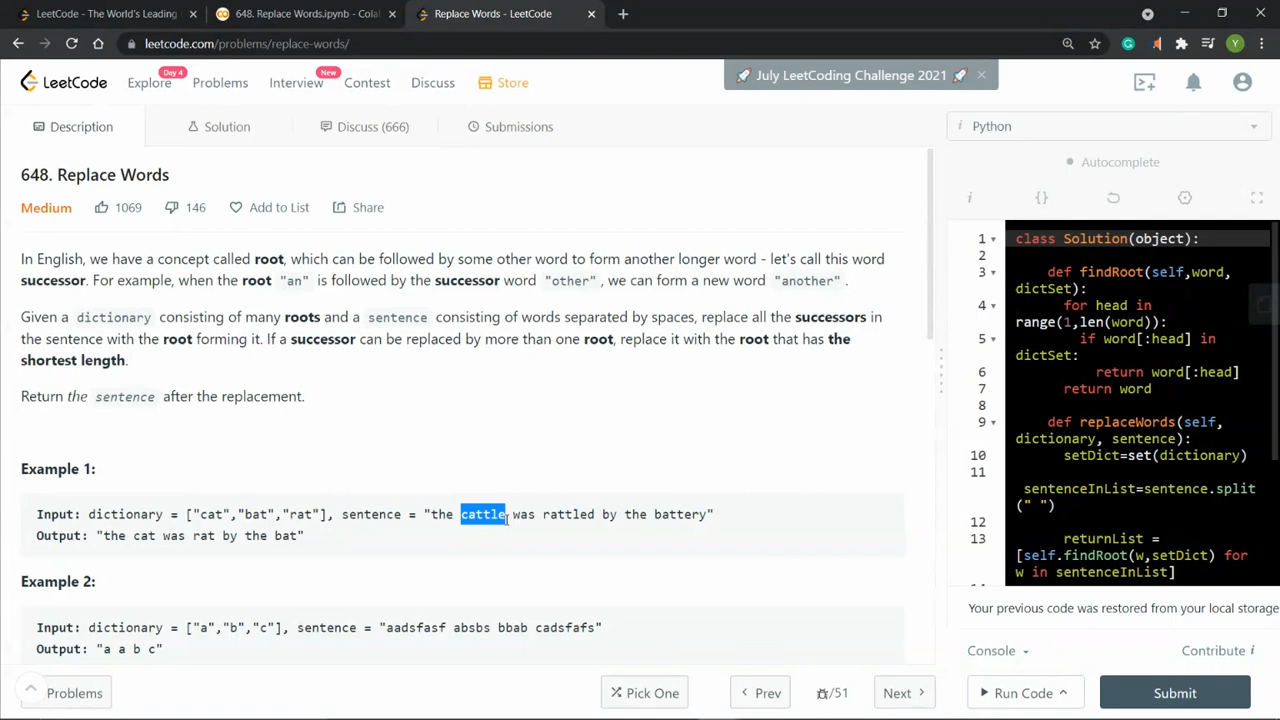 LeetCode - The World's Leading
648. Replace Words.ipynb - Colab
Replace Words - LeetCode
leetcode.com/problems/replace-words/
Y
LeetCode
Explore
Day 4
Problems
Interview
New
Contest
Discuss
Store
🚀 July LeetCoding Challenge 2021 🚀
Description
Solution
Discuss (666)
Submissions
i Python
Autocomplete
648. Replace Words
Medium
1069
146
Add to List
Share
In English, we have a concept called root, which can be followed by some other word to form another longer word - let's call this word
successor. For example, when the root "an" is followed by the successor word "other", we can form a new word "another".
Given a dictionary consisting of many roots and a sentence consisting of words separated by spaces, replace all the successors in
the sentence with the root forming it. If a successor can be replaced by more than one root, replace it with the root that has the
shortest length.
Return the sentence after the replacement.
Example 1:
Input: dictionary = ["cat","bat","rat"], sentence = "the cattle was rattled by the battery"
Output: "the cat was rat by the bat"
Example 2:
Input: dictionary = ["a","b","c"], sentence = "aadsfasf absbs bbab cadsfafs"
Output: "a a b c"
i {}
1 class Solution(object):
2
3 def findRoot(self,word,
dictSet):
4 for head in
range(1,len(word)):
5 if word[:head] in
dictSet:
6 return word[:head]
7 return word
8
9 def replaceWords(self,
dictionary, sentence):
10 setDict=set(dictionary)
11
sentenceInList=sentence.split
(" ")
12
13 returnList =
[self.findRoot(w,setDict) for
w in sentenceInList]
Your previous code was restored from your local storage
Problems
Pick One
Prev
/51
Next
Console
Contribute i
Run Code
Submit